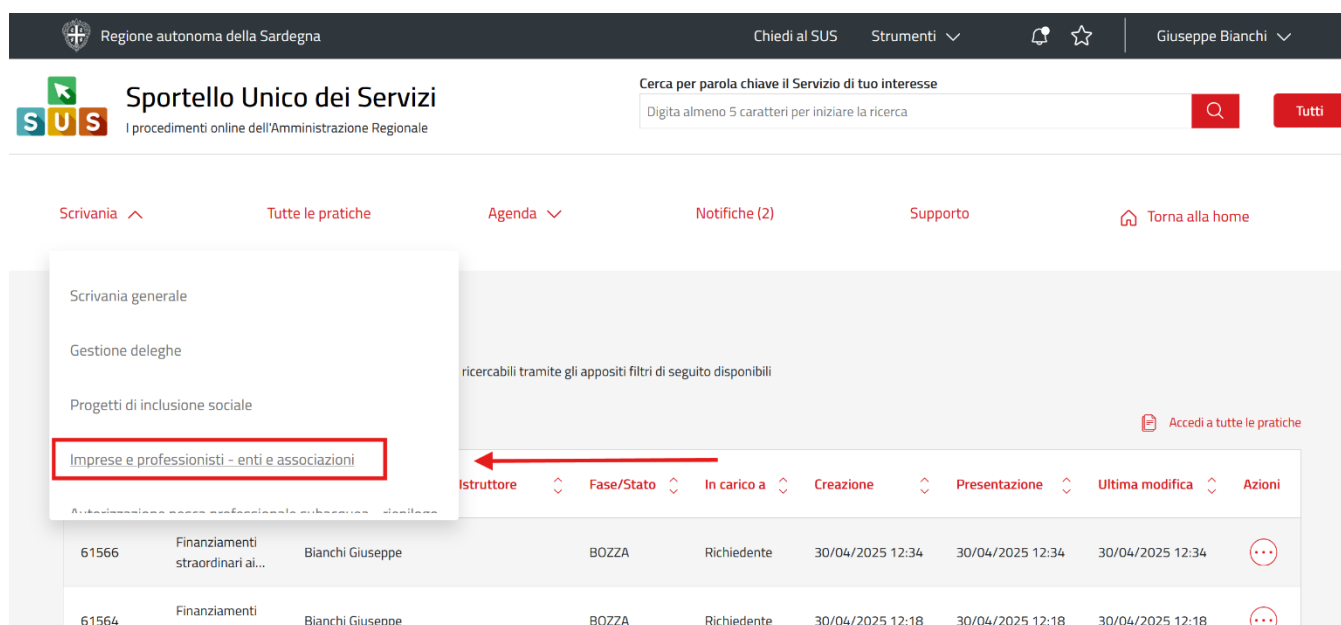 Regione autonoma della Sardegna
Chiedi al SUS
Strumenti
Giuseppe Bianchi
SUS
Sportello Unico dei Servizi
I procedimenti online dell'Amministrazione Regionale
Cerca per parola chiave il Servizio di tuo interesse
Digita almeno 5 caratteri per iniziare la ricerca
Tutti
Scrivania
Tutte le pratiche
Agenda
Notifiche (2)
Supporto
Torna alla home
Scrivania generale
Gestione deleghe
ricercabili tramite gli appositi filtri di seguito disponibili
Progetti di inclusione sociale
Accedi a tutte le pratiche
Imprese e professionisti - enti e associazioni
Istruttore
Fase/Stato
In carico a
Creazione
Presentazione
Ultima modifica
Azioni
Autorizzazione pesca professionale subacquea - riepilogo
61566
Finanziamenti
straordinari ai...
Bianchi Giuseppe
BOZZA
Richiedente
30/04/2025 12:34
30/04/2025 12:34
30/04/2025 12:34
61564
Finanziamenti
Bianchi Giuseppe
BOZZA
Richiedente
30/04/2025 12:18
30/04/2025 12:18
30/04/2025 12:18